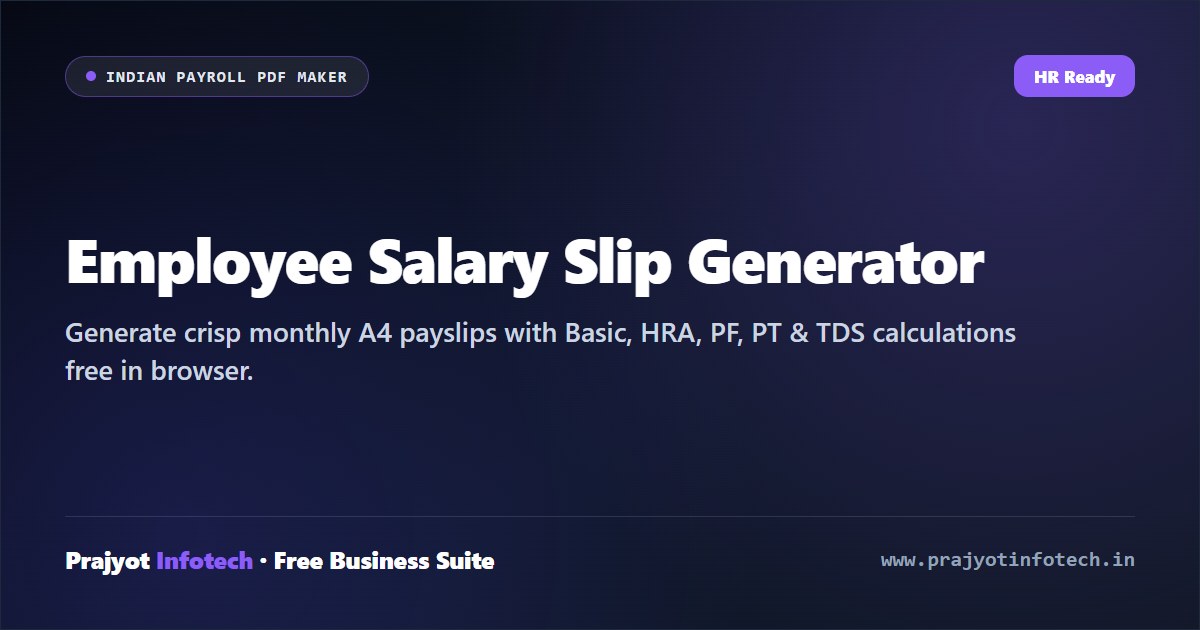 INDIAN PAYROLL PDF MAKER
HR Ready
Employee Salary Slip Generator
Generate crisp monthly A4 payslips with Basic, HRA, PF, PT & TDS calculations
free in browser.
Prajyot Infotech · Free Business Suite
www.prajyotinfotech.in